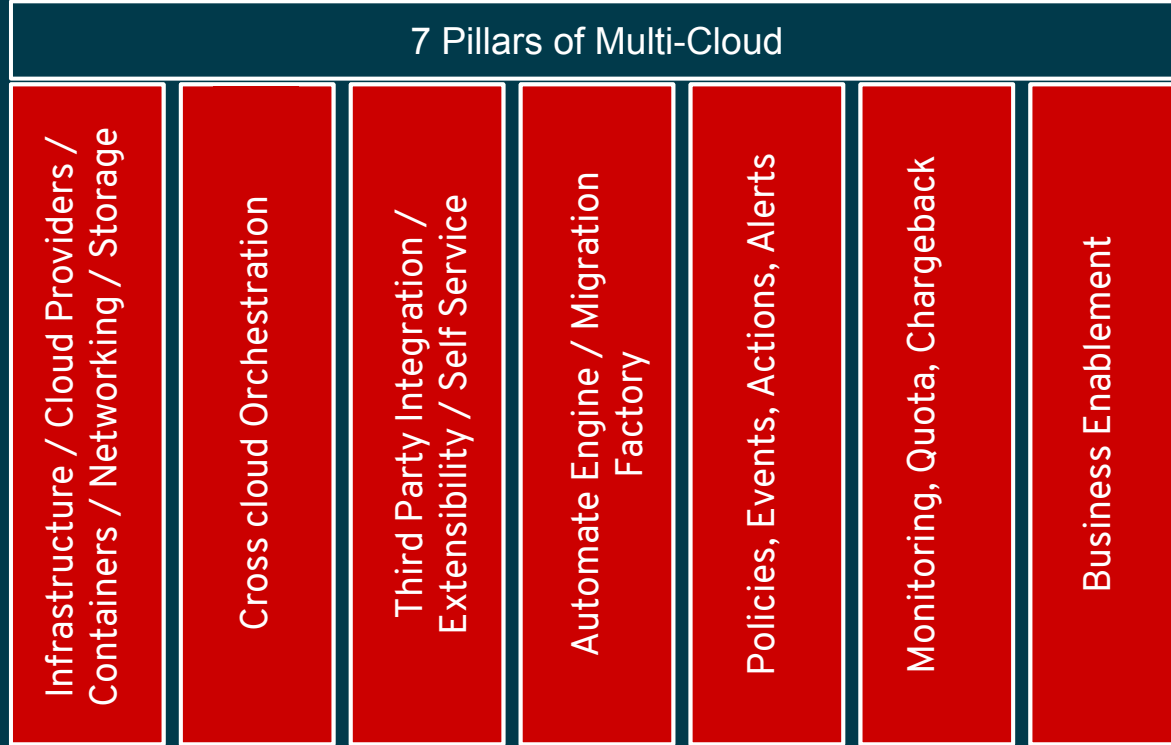 7 Pillars of Multi-Cloud
Infrastructure / Cloud Providers /
Containers / Networking / Storage
Cross cloud Orchestration
Third Party Integration /
Extensibility / Self Service
Automate Engine / Migration
Factory
Policies, Events, Actions, Alerts
Monitoring, Quota, Chargeback
Business Enablement